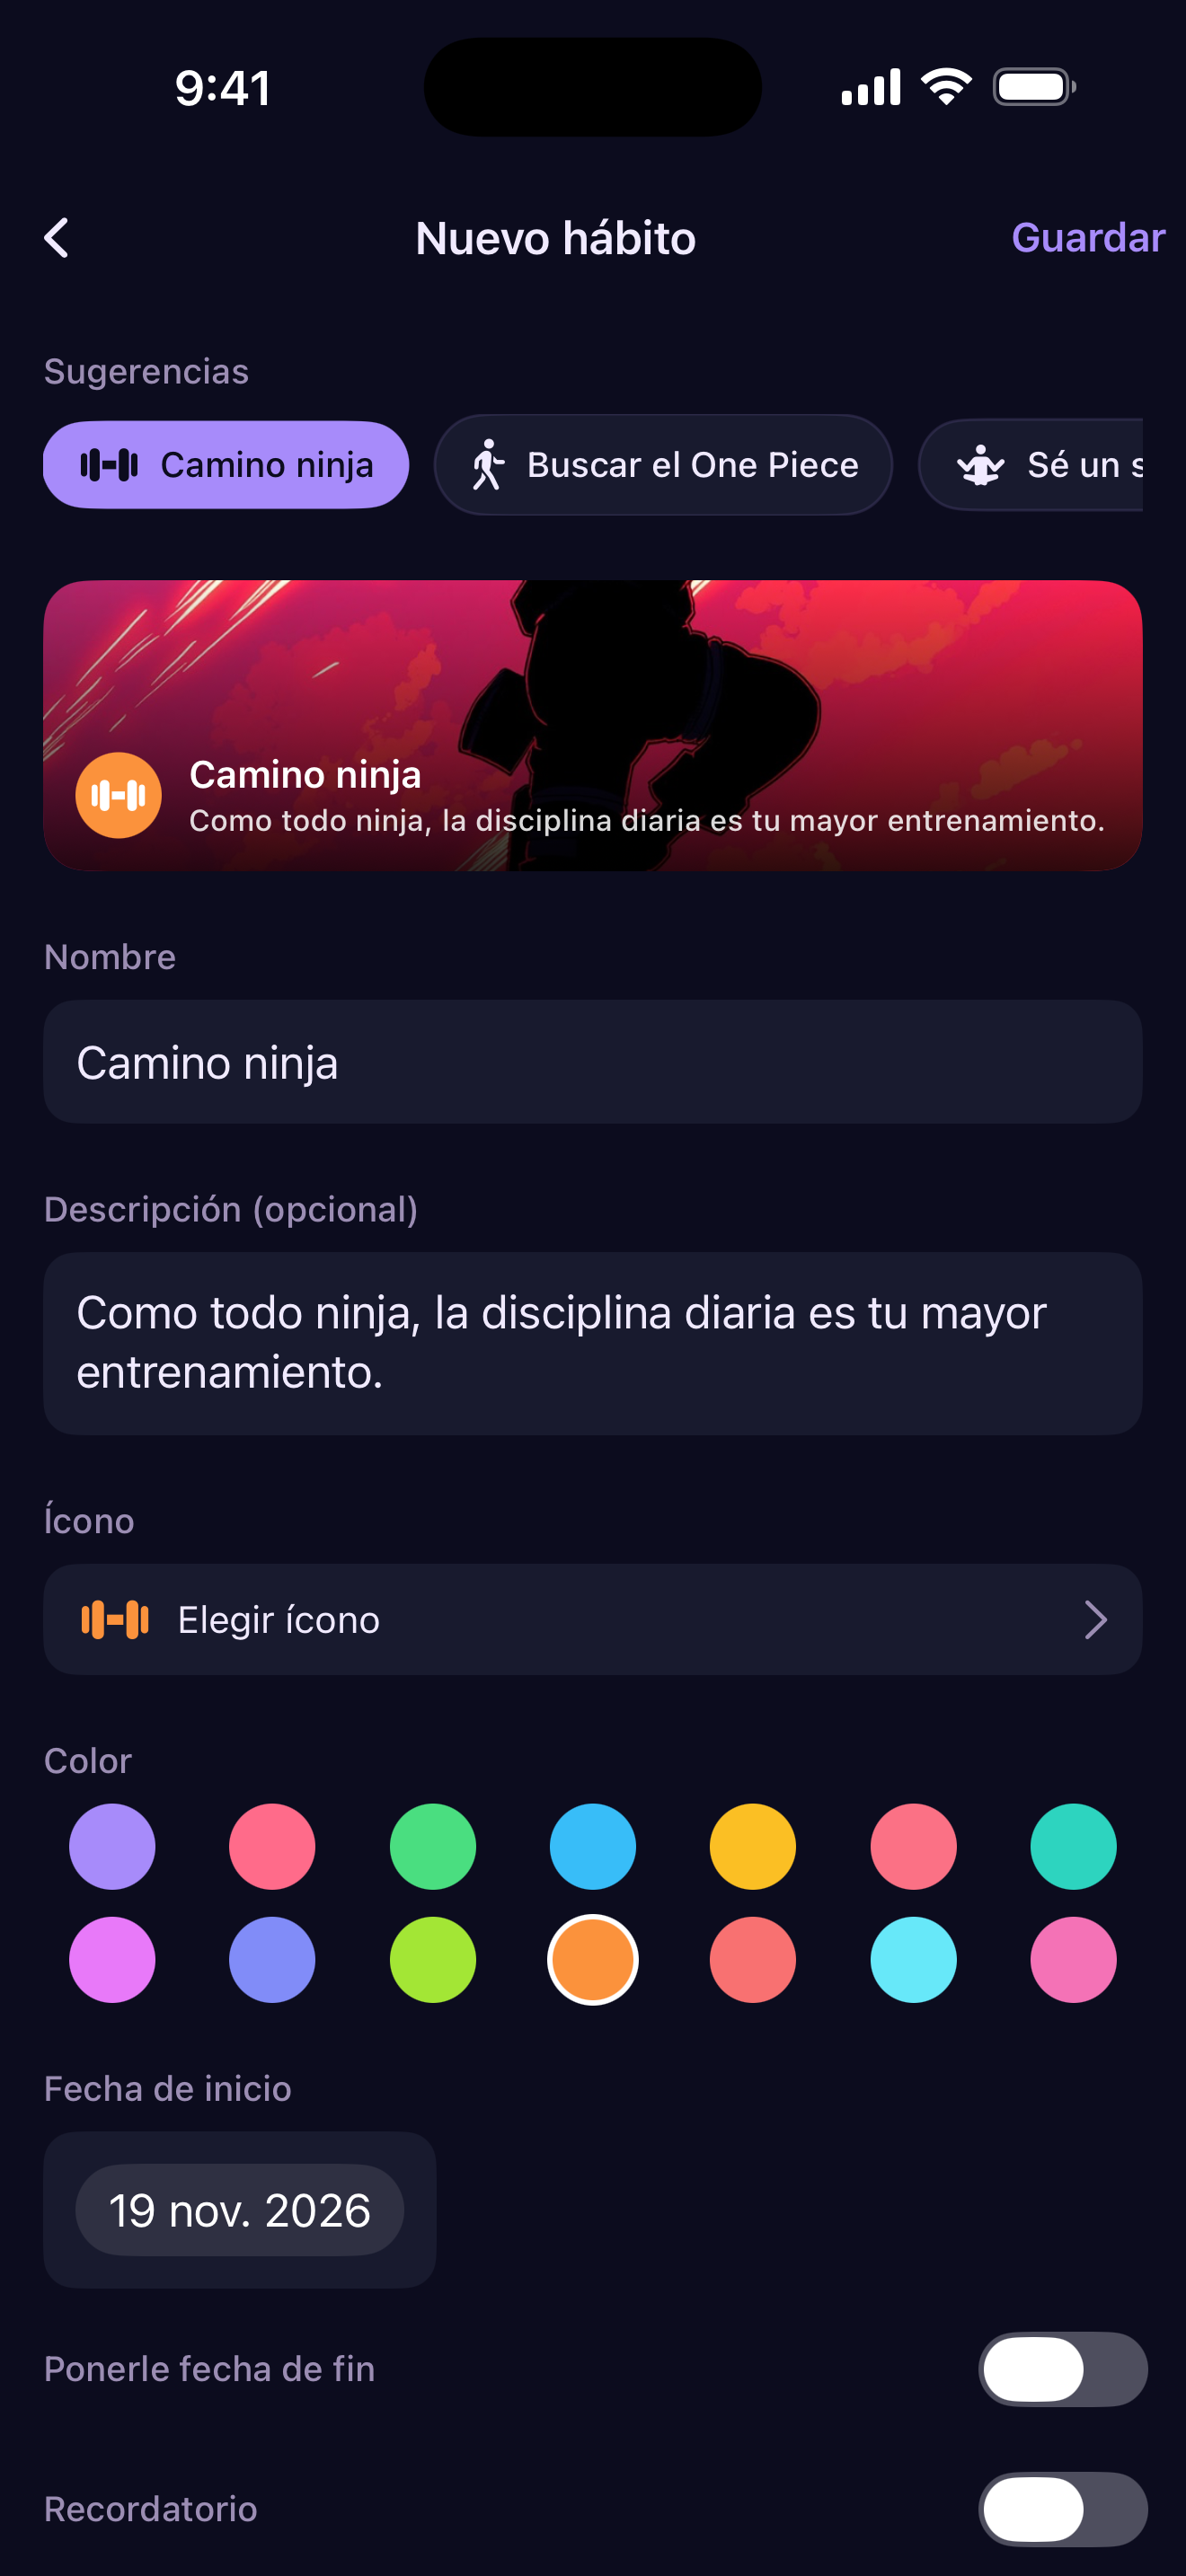 9:41
Nuevo hábito
Guardar
Sugerencias
Camino ninja
Buscar el One Piece
Sé un
Camino ninja
Como todo ninja, la disciplina diaria es tu mayor entrenamiento.
Nombre
Camino ninja
Descripción (opcional)
Como todo ninja, la disciplina diaria es tu mayor
entrenamiento.
Ícono
Elegir ícono
Color
Fecha de inicio
19 nov. 2026
Ponerle fecha de fin
Recordatorio